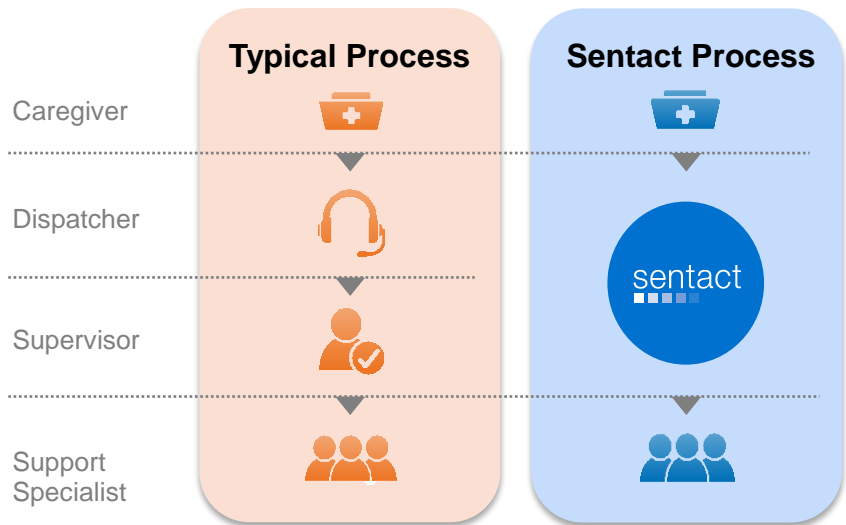 Typical Process
Sentact Process
Caregiver
Dispatcher
sentact
Supervisor
Support
Specialist